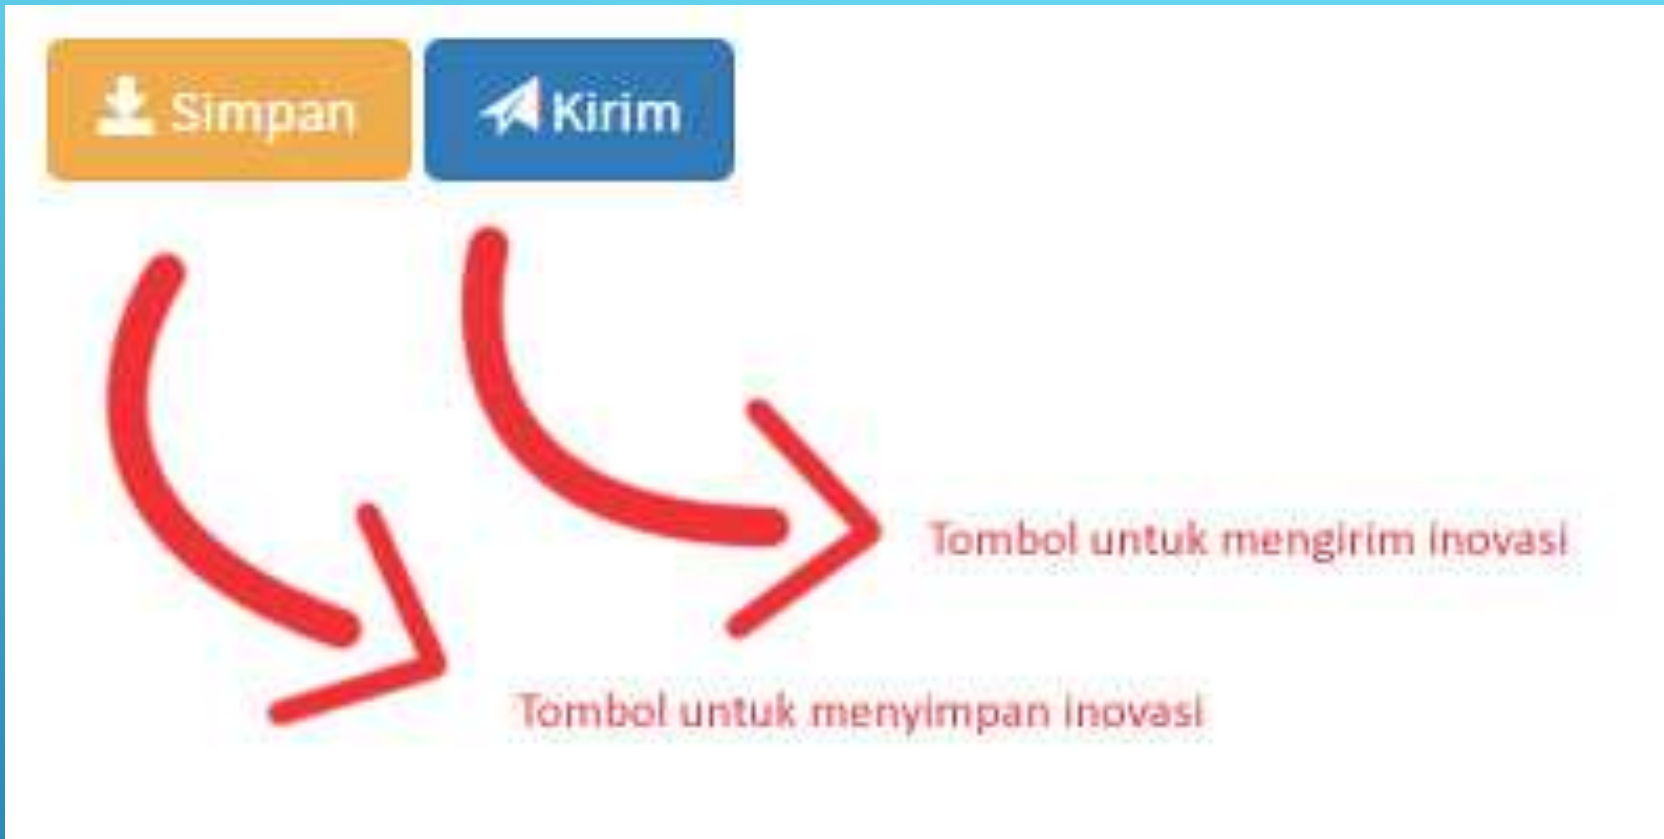 Simpan
Kirim
Tombol untuk mengirim inovasi
Tombol untuk menyimpan inovasi